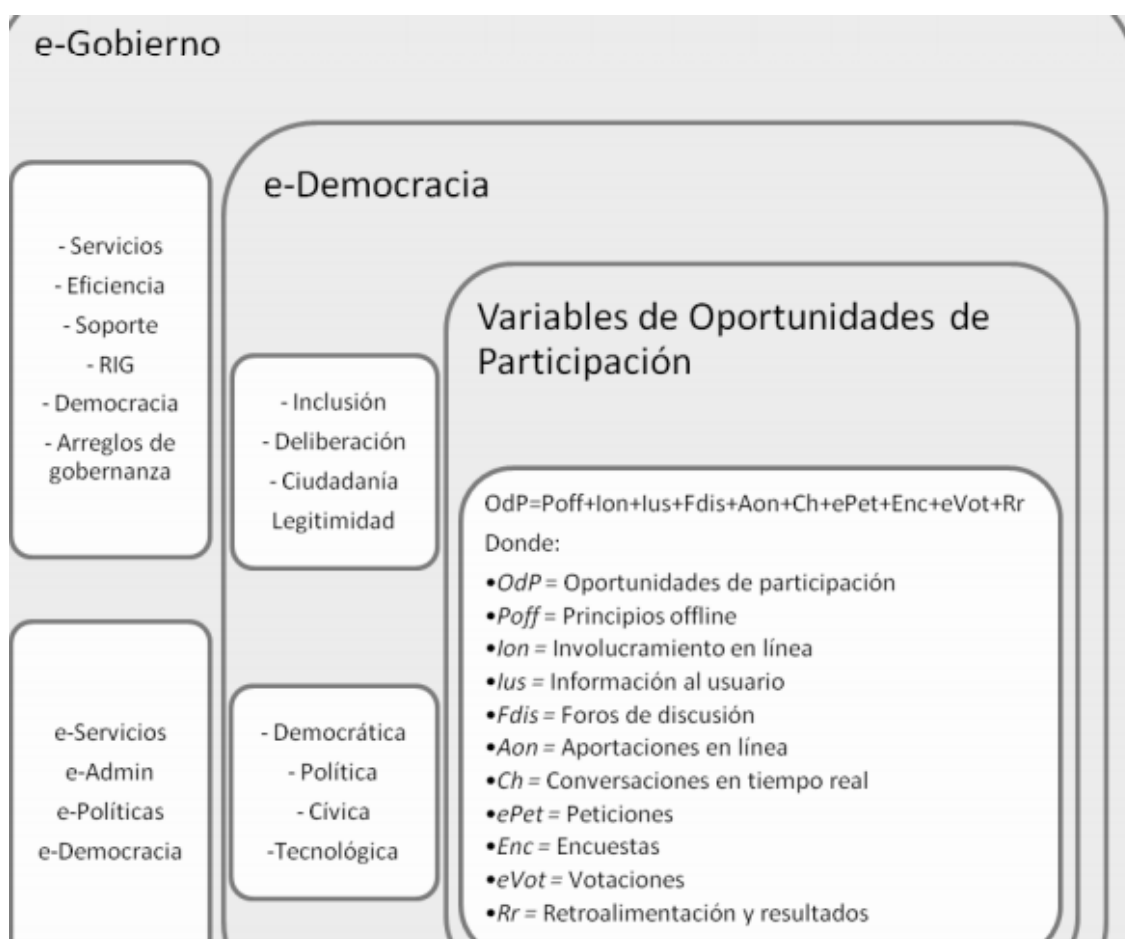 e-Gobierno
- Servicios
- Eficiencia
- Soporte
- RIG
- Democracia
- Arreglos de
gobernanza
e-Servicios
e-Admin
e-Políticas
e-Democracia
e-Democracia
- Inclusión
- Deliberación
- Ciudadanía
Legitimidad
- Democrática
- Política
- Cívica
-Tecnológica
Variables de Oportunidades de
Participación
OdP=Poff+Ion+Ius+Fdis+Aon+Ch+ePet+Enc+eVot+Rr
Donde:
•OdP = Oportunidades de participación
•Poff = Principios offline
•Ion = Involucramiento en línea
•Ius = Información al usuario
•Fdis = Foros de discusión
•Aon = Aportaciones en línea
•Ch = Conversaciones en tiempo real
•ePet = Peticiones
•Enc = Encuestas
•eVot = Votaciones
•Rr = Retroalimentación y resultados